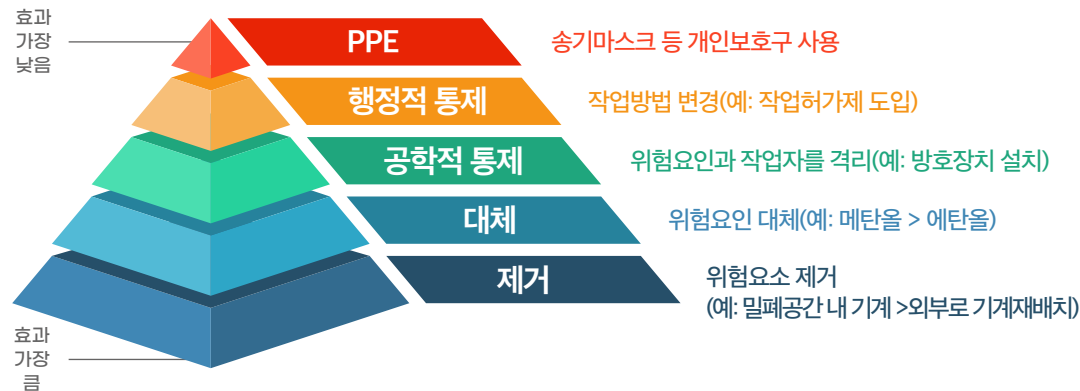 효과
가장
낮음
PPE
송기마스크 등 개인보호구 사용
행정적 통제
작업방법 변경(예: 작업허가제 도입)
공학적 통제
위험요인과 작업자를 격리(예: 방호장치 설치)
대체
위험요인 대체(예: 메탄올 > 에탄올)
제거
위험요소 제거
(예: 밀폐공간 내 기계 >외부로 기계재배치)
효과
가장
큼